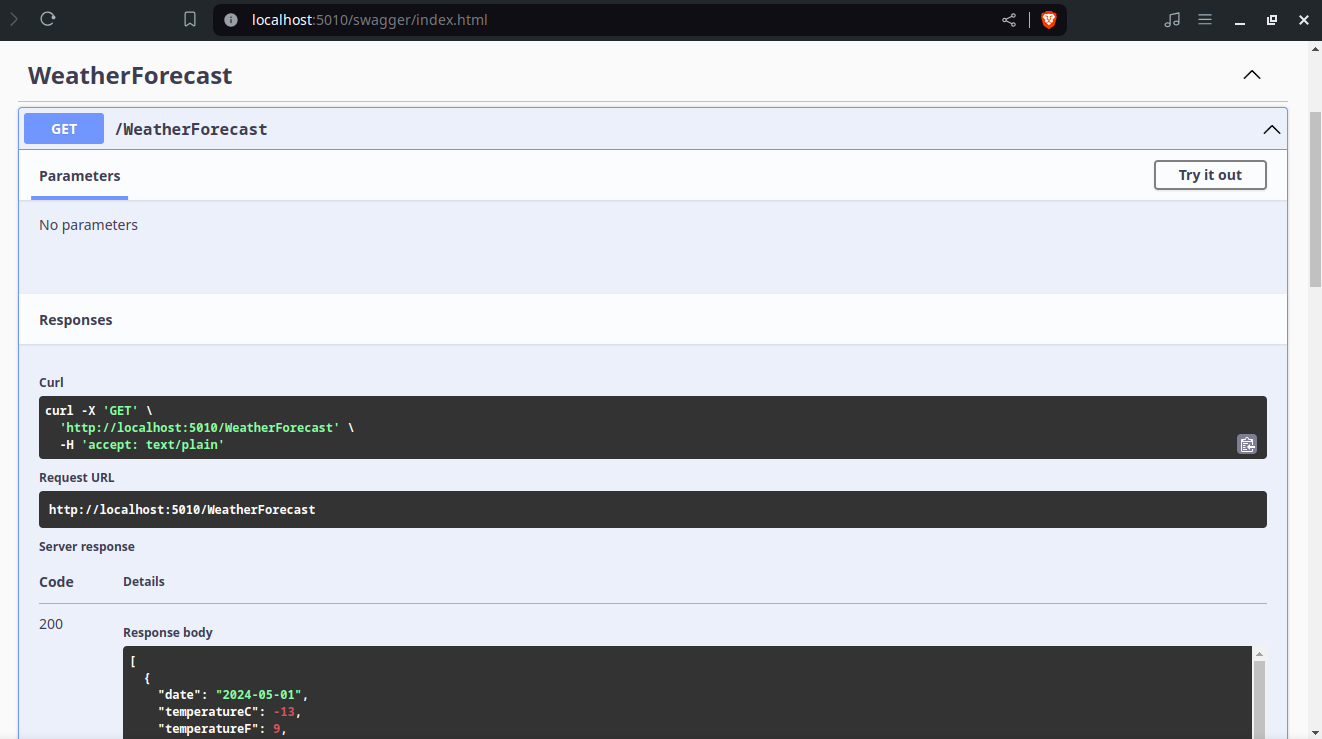 localhost:5010/swagger/index.html
WeatherForecast
GET /WeatherForecast
Parameters
Try it out
No parameters
Responses
Curl
curl -X 'GET' \
'http://localhost:5010/WeatherForecast' \
-H 'accept: text/plain'
Request URL
http://localhost:5010/WeatherForecast
Server response
Code Details
200
Response body
[
{
"date": "2024-05-01",
"temperatureC": -13,
"temperatureF": 9,